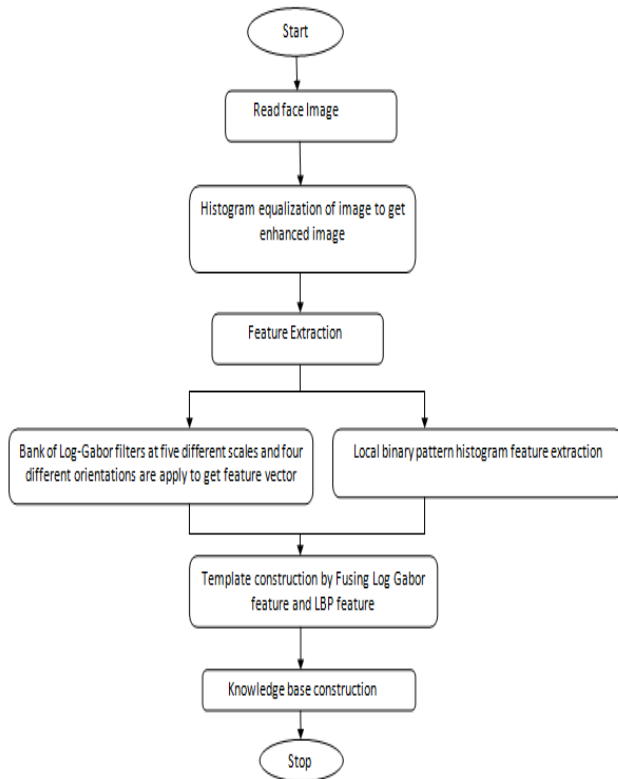 Start
Read face Image
Histogram equalization of image to get
enhanced image
Feature Extraction
Bank of Log-Gabor filters at five different scales and four
different orientations are apply to get feature vector
Local binary pattern histogram feature extraction
Template construction by Fusing Log Gabor
feature and LBP feature
Knowledge base construction
Stop